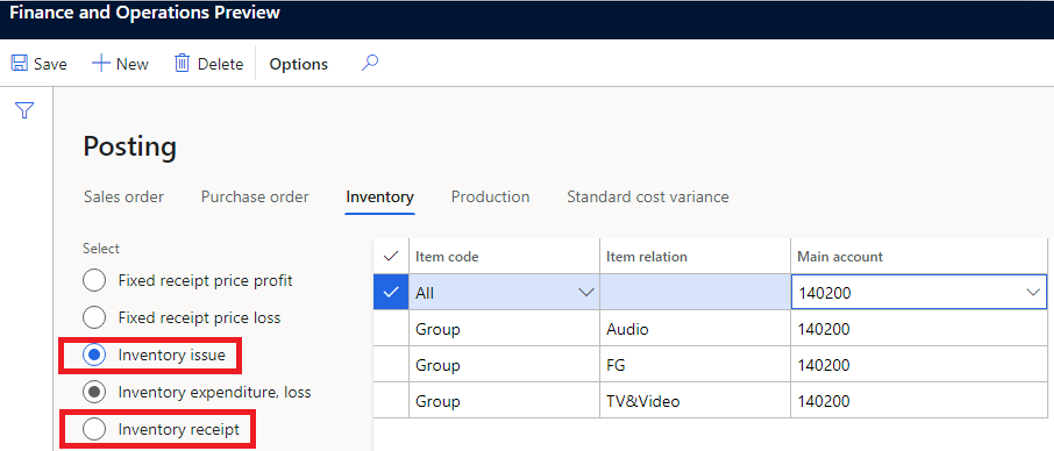 Finance and Operations Preview
Save New Delete Options
Posting
Sales order Purchase order Inventory Production Standard cost variance
Select
Fixed receipt price profit
Fixed receipt price loss
Inventory issue
Inventory expenditure, loss
Inventory receipt
Item code Item relation Main account
All 140200
Group Audio 140200
Group FG 140200
Group TV&Video 140200